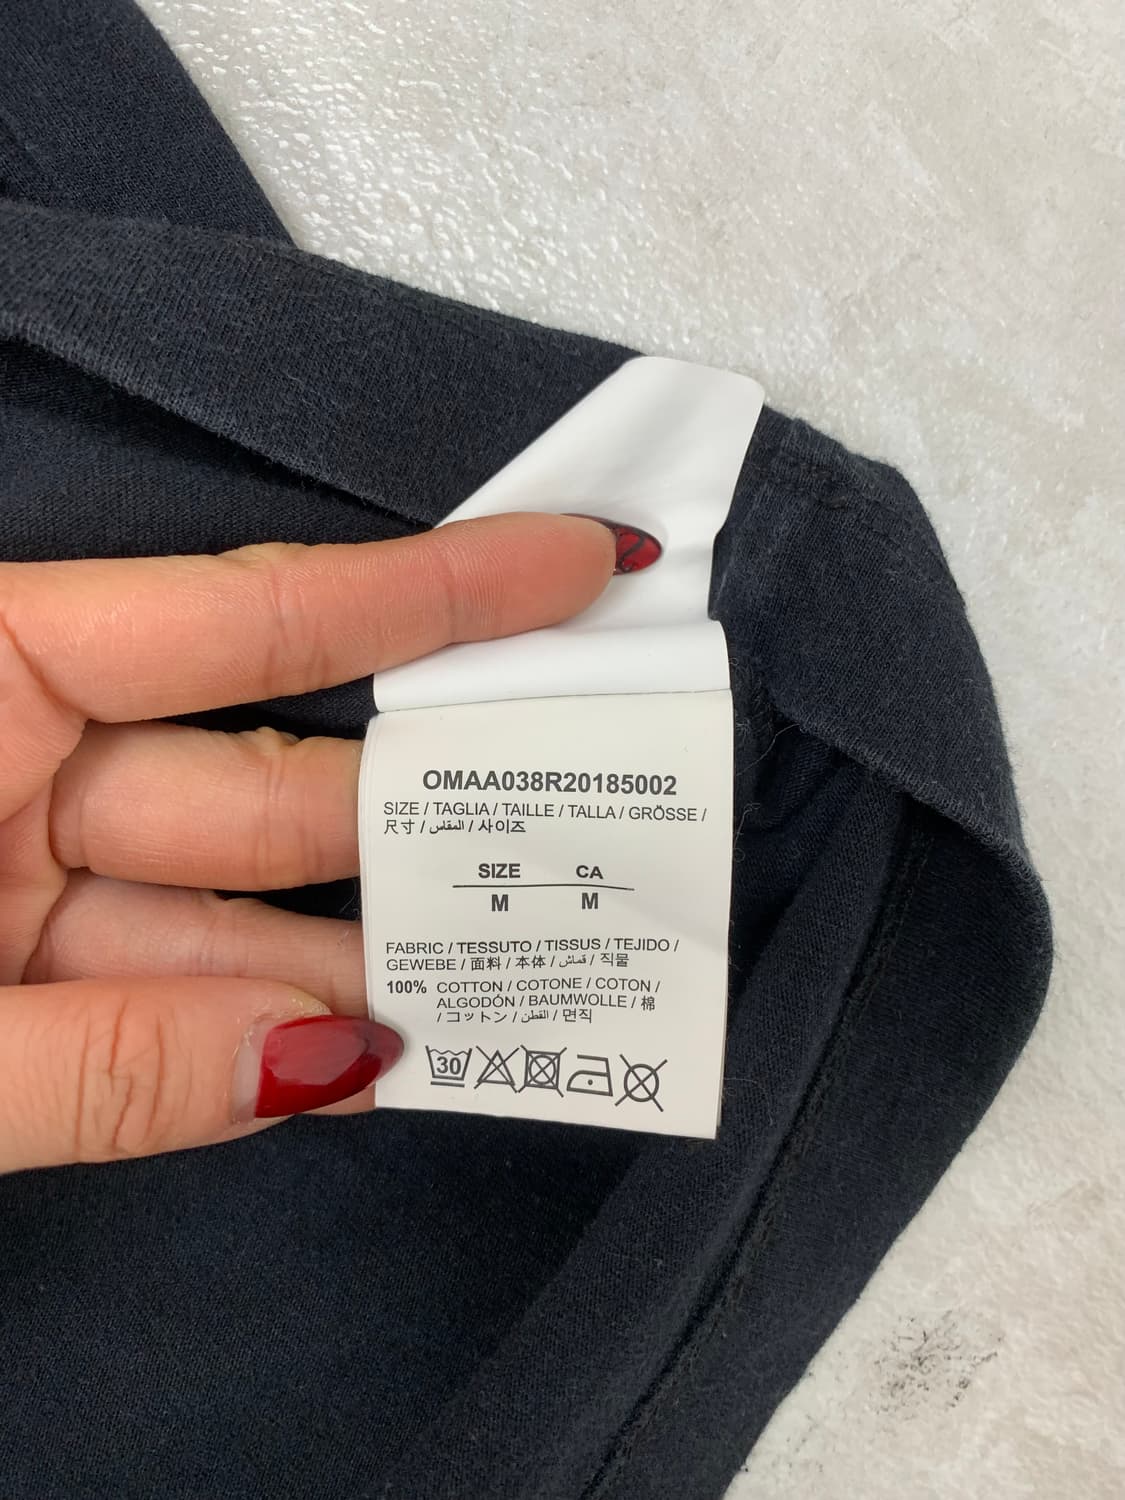 OMAA038R20185002
SIZE / TAGLIA / TAILLE / TALLA / GRÖSSE /
尺寸 / المقاس / 사이즈
SIZE CA
M M
FABRIC / TESSUTO / TISSUS / TEJIDO /
GEWEBE / 面料 / 本体 / قماش / 직물
100% COTTON / COTONE / COTON /
ALGODÓN / BAUMWOLLE / 棉
/ コットン / القطن / 면직
30